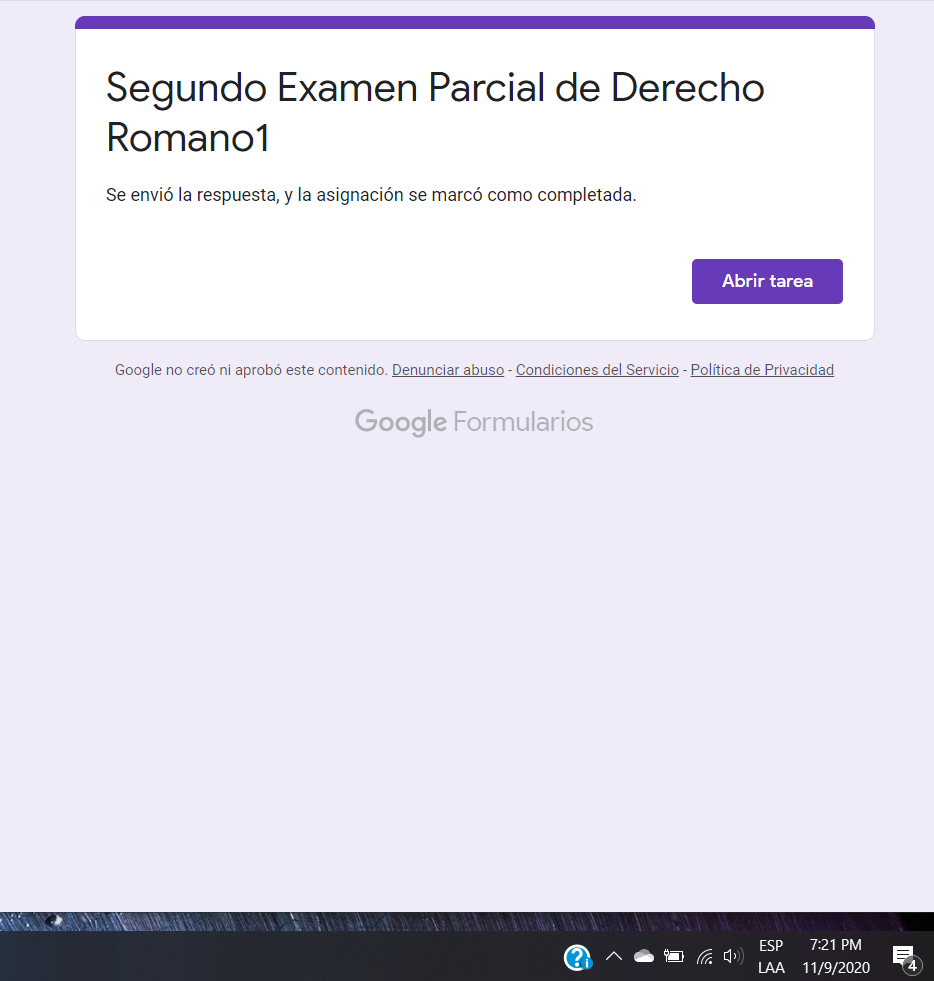 Segundo Examen Parcial de Derecho
Romano1
Se envió la respuesta, y la asignación se marcó como completada.
Abrir tarea
Google no creó ni aprobó este contenido. Denunciar abuso - Condiciones del Servicio - Política de Privacidad
Google Formularios
ESP 7:21 PM
LAA 11/9/2020
4